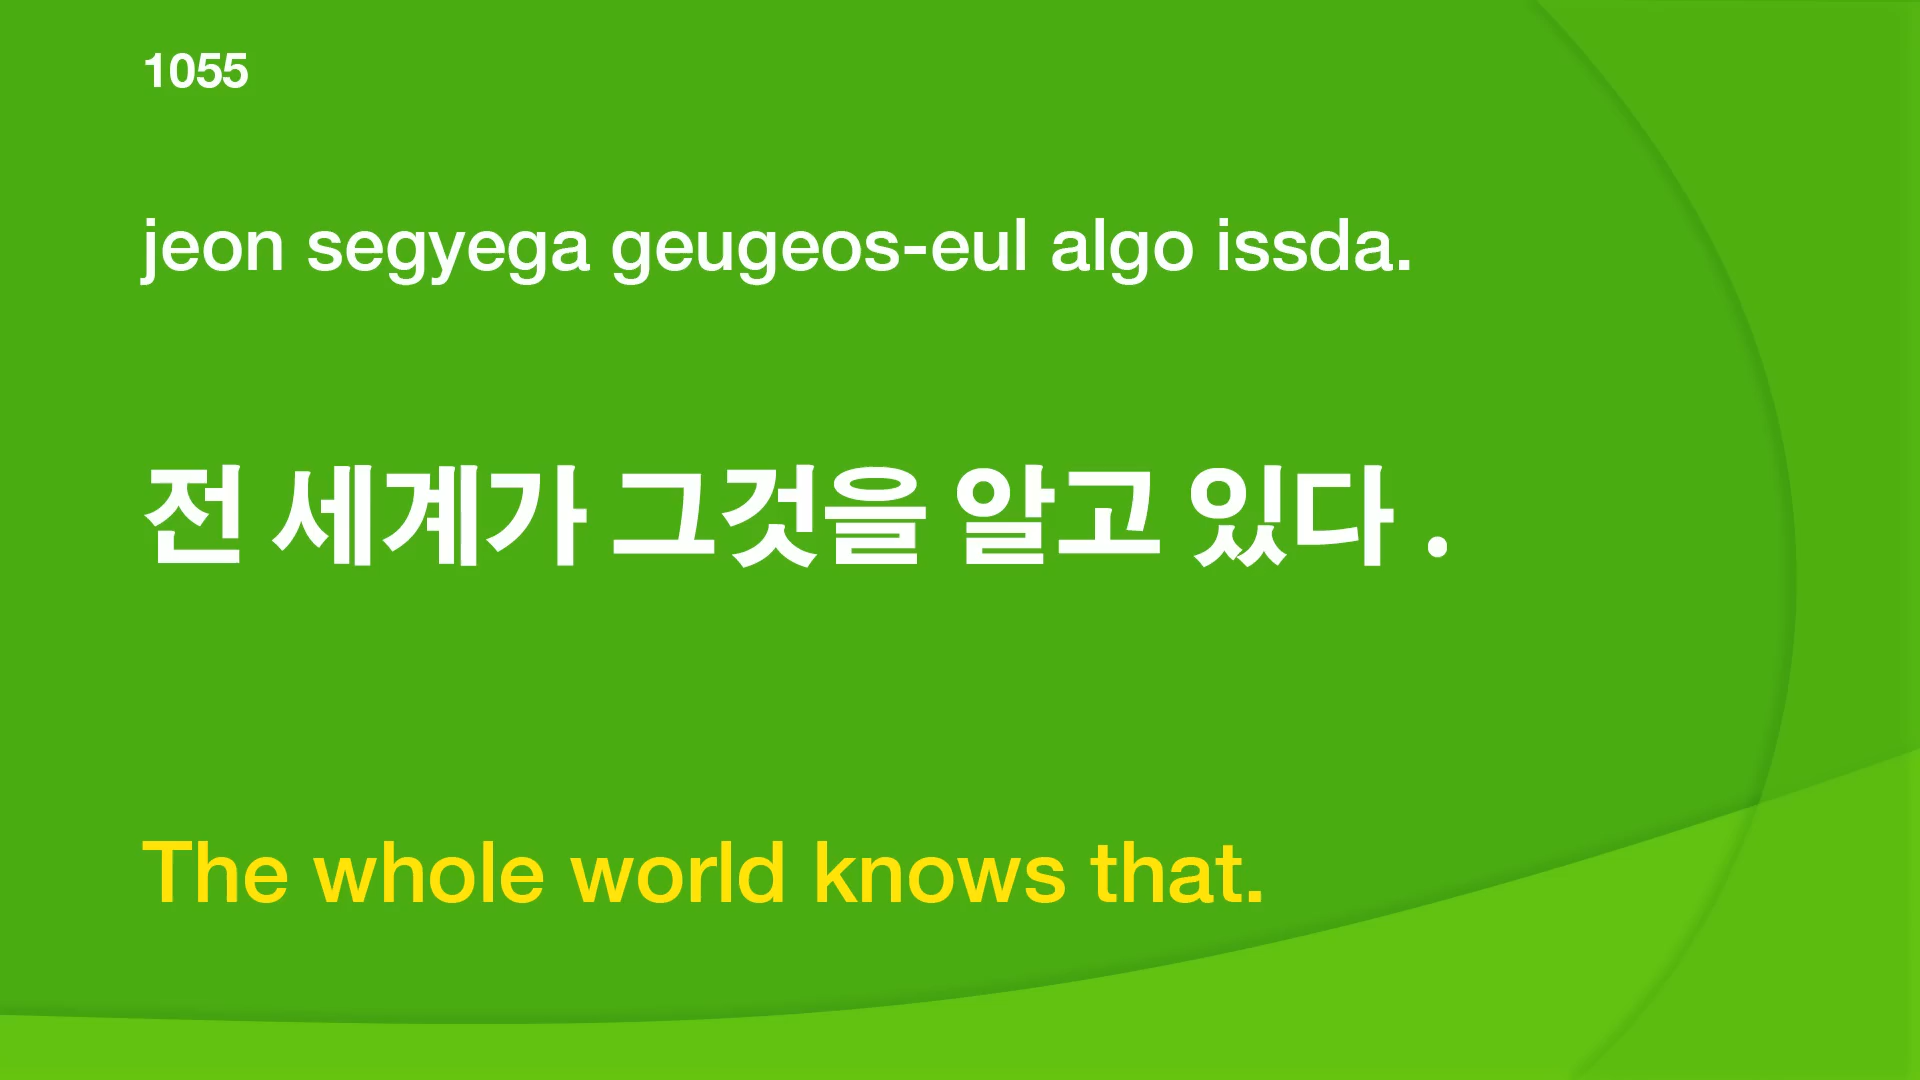 1055
jeon segyega geugeos-eul algo issda.
전 세계가 그것을 알고 있다 .
The whole world knows that.